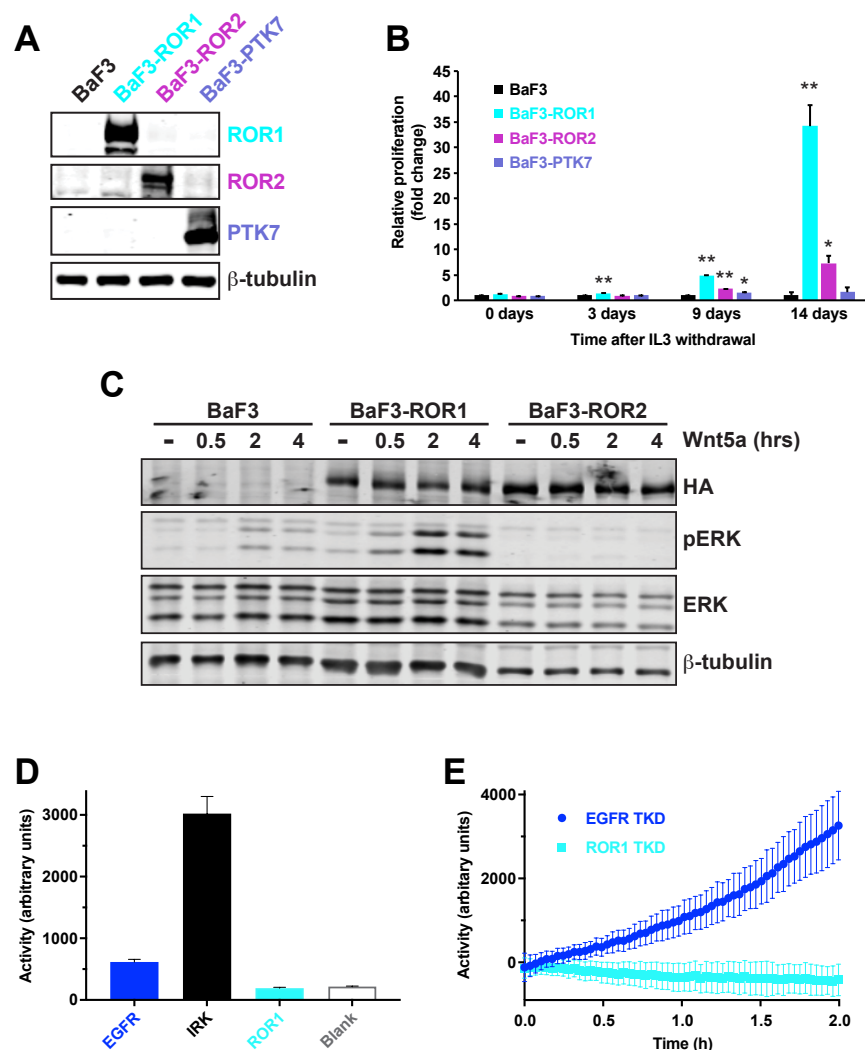 A
BaF3
BaF3-ROR1
BaF3-ROR2
BaF3-PTK7
ROR1
ROR2
PTK7
β-tubulin
B
Relative proliferation
(fold change)
45
40
35
30
25
20
15
10
5
0
BaF3
BaF3-ROR1
BaF3-ROR2
BaF3-PTK7
**
**
**
*
**
*
0 days
3 days
9 days
14 days
Time after IL3 withdrawal
C
BaF3
BaF3-ROR1
BaF3-ROR2
- 0.5 2 4 - 0.5 2 4 - 0.5 2 4 Wnt5a (hrs)
HA
pERK
ERK
β-tubulin
D
Activity (arbitrary units)
3000
2000
1000
0
EGFR
IRK
ROR1
Blank
E
Activity (arbitary units)
4000
2000
0
EGFR TKD
ROR1 TKD
0.0 0.5 1.0 1.5 2.0
Time (h)